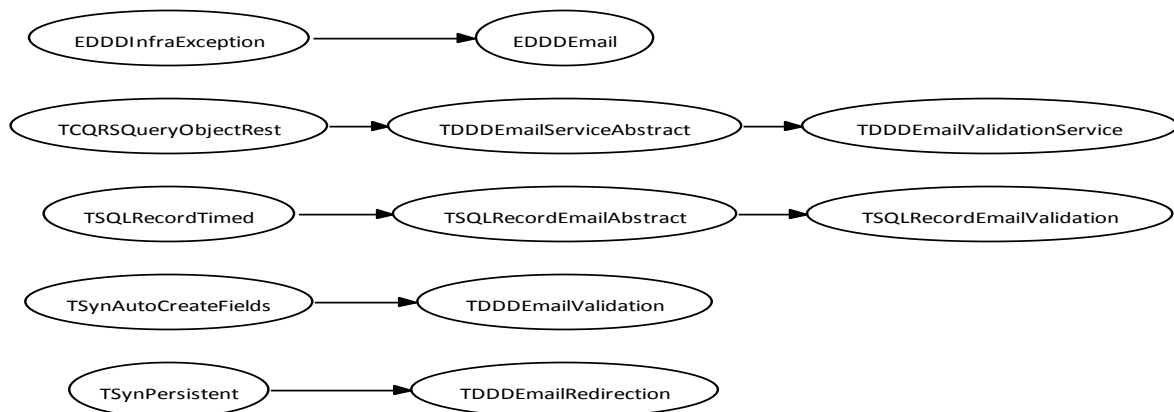 EDDDInfraException EDDDEmail
TCQRSQueryObjectRest TDDDEmailServiceAbstract TDDDEmailValidationService
TSQLRecordTimed TSQLRecordEmailAbstract TSQLRecordEmailValidation
TSynAutoCreateFields TDDDEmailValidation
TSynPersistent TDDDEmailRedirection